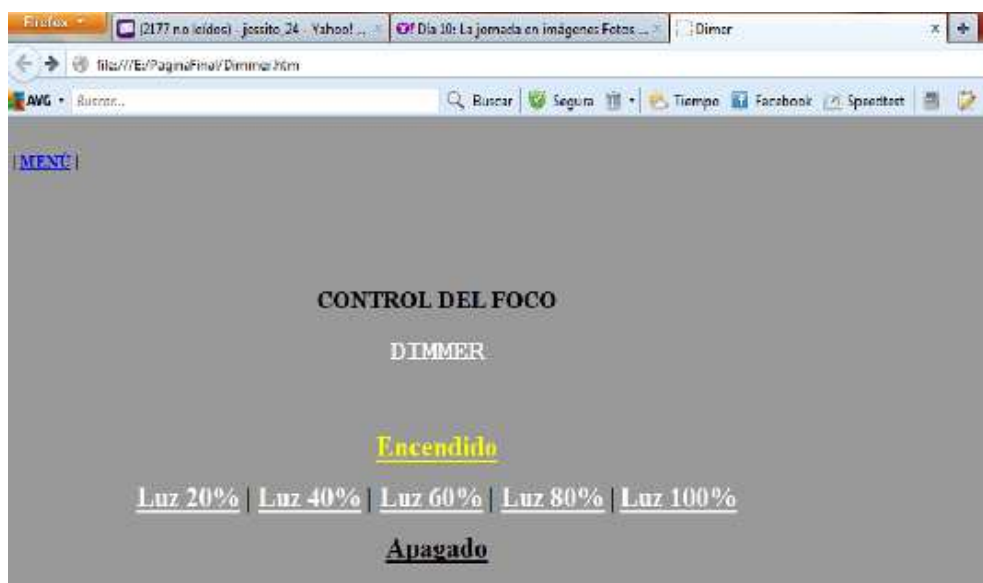 Firefox
(2177 no leídos) - jessito_24 - Yahoo! ...
Día 10: La jornada en imágenes Fotos ...
Dimer
file:///E:/PaginaFinal/Dimmer.htm
AVG Buscar... Buscar Segura Tiempo Facebook Speedtest
| MENÚ |
CONTROL DEL FOCO
DIMMER
Encendido
Luz 20% | Luz 40% | Luz 60% | Luz 80% | Luz 100%
Apagado